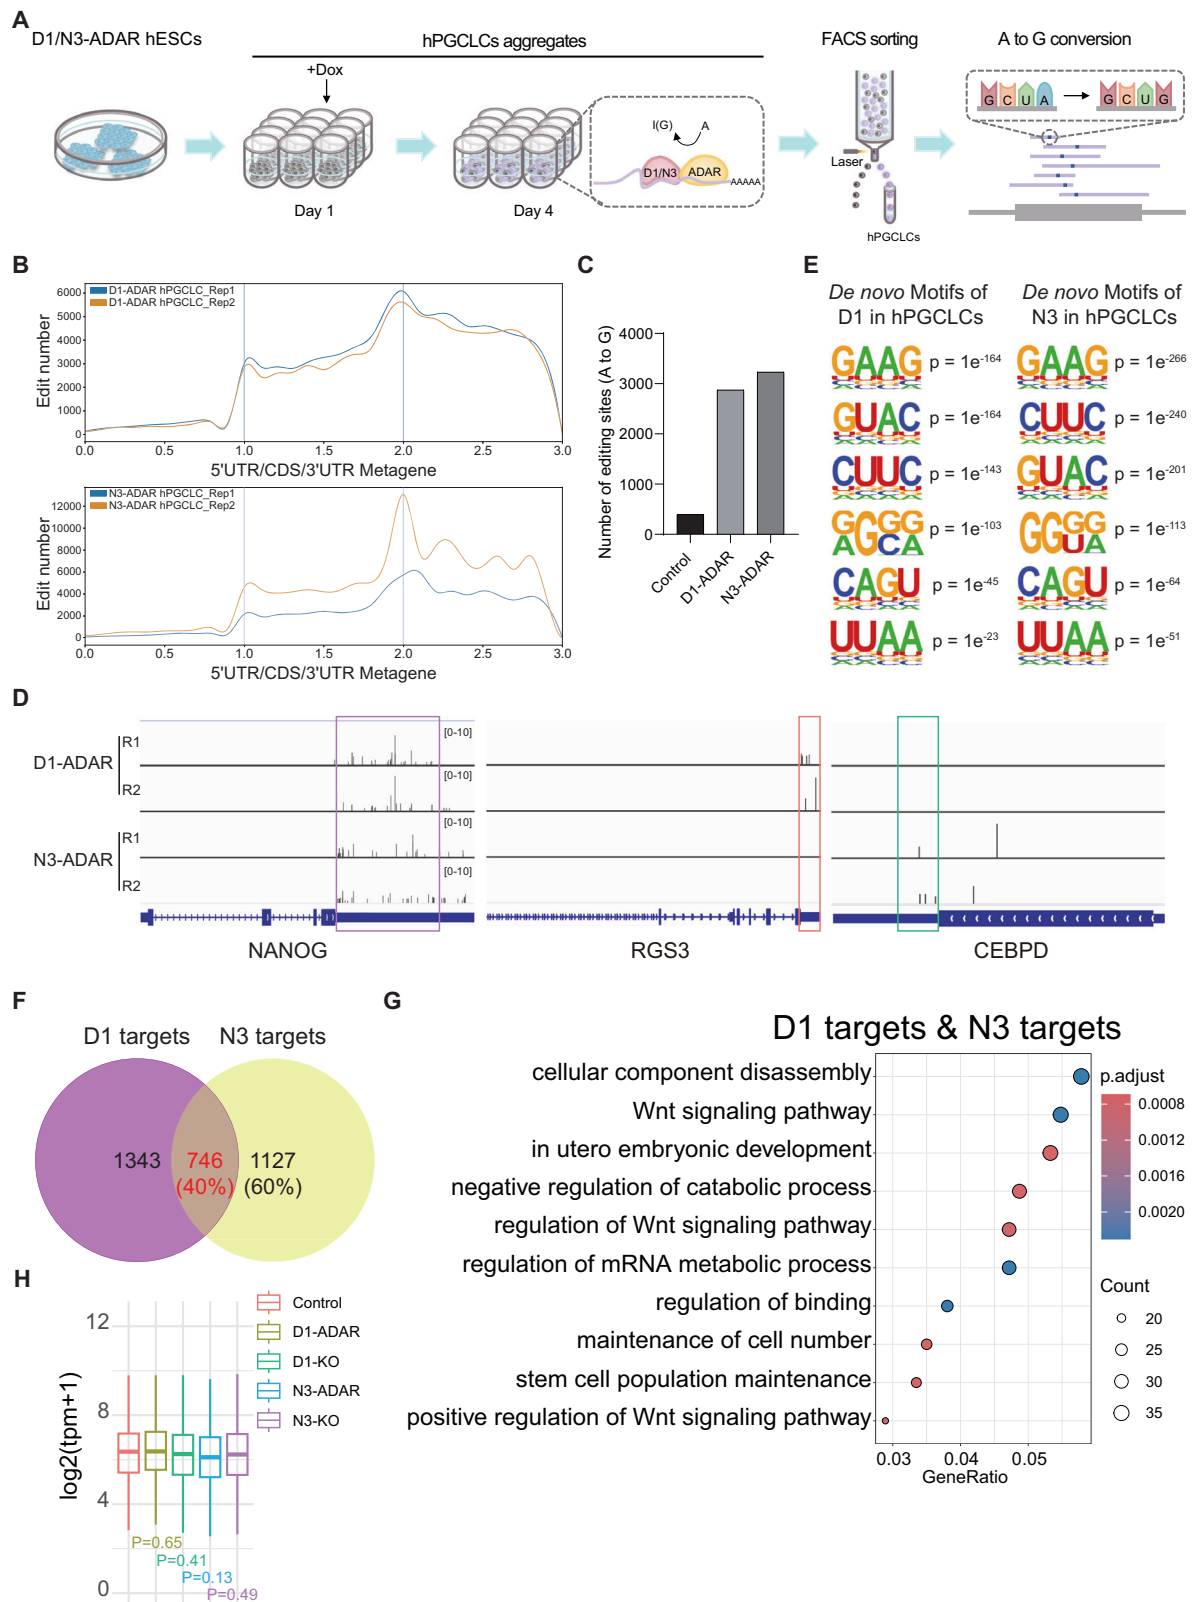 A
D1/N3-ADAR hESCs
hPGCLCs aggregates
FACS sorting
A to G conversion
+Dox
I(G)
A
D1/N3
ADAR
AAAAA
Day 1
Day 4
Laser
hPGCLCs
G C U A
G C U G
B
D1-ADAR hPGCLC_Rep1
D1-ADAR hPGCLC_Rep2
Edit number
6000
5000
4000
3000
2000
1000
0
0.0 0.5 1.0 1.5 2.0 2.5 3.0
5'UTR/CDS/3'UTR Metagene
N3-ADAR hPGCLC_Rep1
N3-ADAR hPGCLC_Rep2
Edit number
12000
10000
8000
6000
4000
2000
0
0.0 0.5 1.0 1.5 2.0 2.5 3.0
5'UTR/CDS/3'UTR Metagene
C
Number of editing sites (A to G)
4000
3000
2000
1000
0
Control
D1-ADAR
N3-ADAR
E
De novo Motifs of
D1 in hPGCLCs
De novo Motifs of
N3 in hPGCLCs
GAAG p = 1e-164
GAAG p = 1e-266
GUAC p = 1e-164
CUUC p = 1e-240
CUUC p = 1e-143
GUAC p = 1e-201
GGGG p = 1e-103
A CA
GGGG p = 1e-113
UA
CAGU p = 1e-45
CAGU p = 1e-64
UUAA p = 1e-23
UUAA p = 1e-51
D
D1-ADAR
R1
R2
N3-ADAR
R1
R2
[0-10]
[0-10]
[0-10]
[0-10]
NANOG
RGS3
CEBPD
F
D1 targets
N3 targets
1343
746
(40%)
1127
(60%)
G
D1 targets & N3 targets
cellular component disassembly
Wnt signaling pathway
in utero embryonic development
negative regulation of catabolic process
regulation of Wnt signaling pathway
regulation of mRNA metabolic process
regulation of binding
maintenance of cell number
stem cell population maintenance
positive regulation of Wnt signaling pathway
0.03 0.04 0.05
GeneRatio
p.adjust
0.0008
0.0012
0.0016
0.0020
Count
20
25
30
35
H
log2(tpm+1)
12
8
4
0
Control
D1-ADAR
D1-KO
N3-ADAR
N3-KO
P=0.65
P=0.41
P=0.13
P=0.49